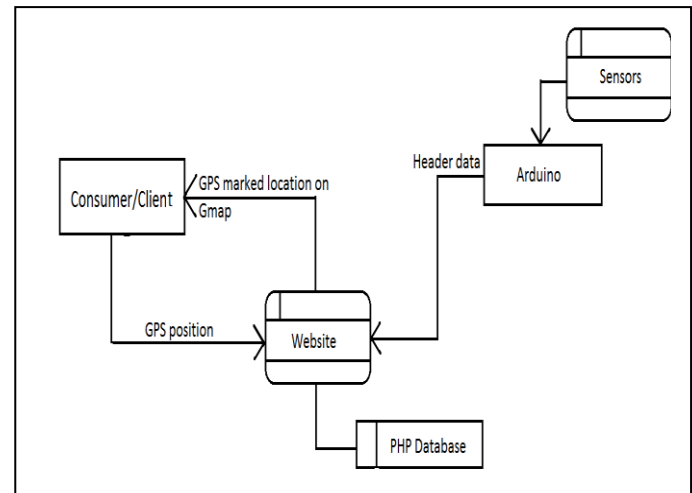 Sensors
Header data
Arduino
GPS marked location on
Gmap
Consumer/Client
GPS position
Website
PHP Database